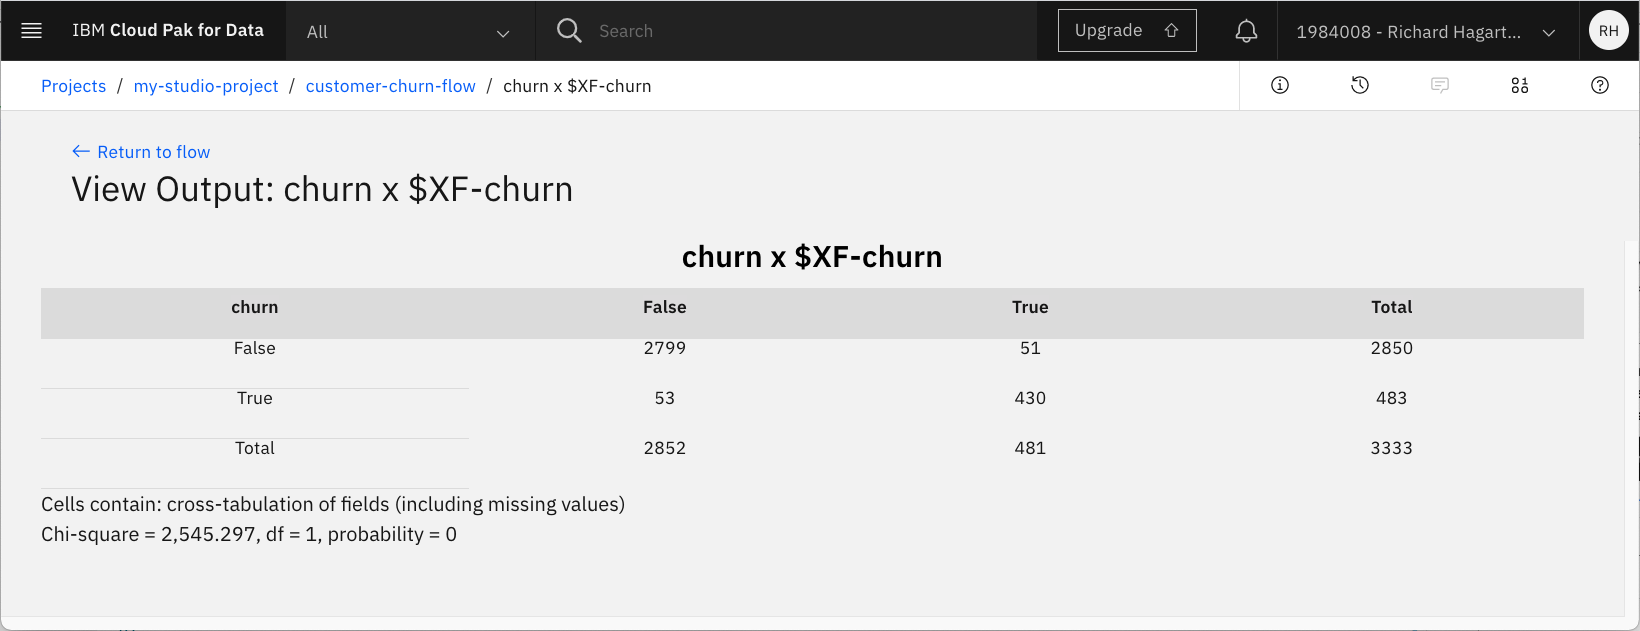 IBM Cloud Pak for Data All Search Upgrade 1984008 - Richard Hagart... RH
Projects / my-studio-project / customer-churn-flow / churn x $XF-churn
Return to flow
View Output: churn x $XF-churn
churn x $XF-churn
churn False True Total
False 2799 51 2850
True 53 430 483
Total 2852 481 3333
Cells contain: cross-tabulation of fields (including missing values)
Chi-square = 2,545.297, df = 1, probability = 0